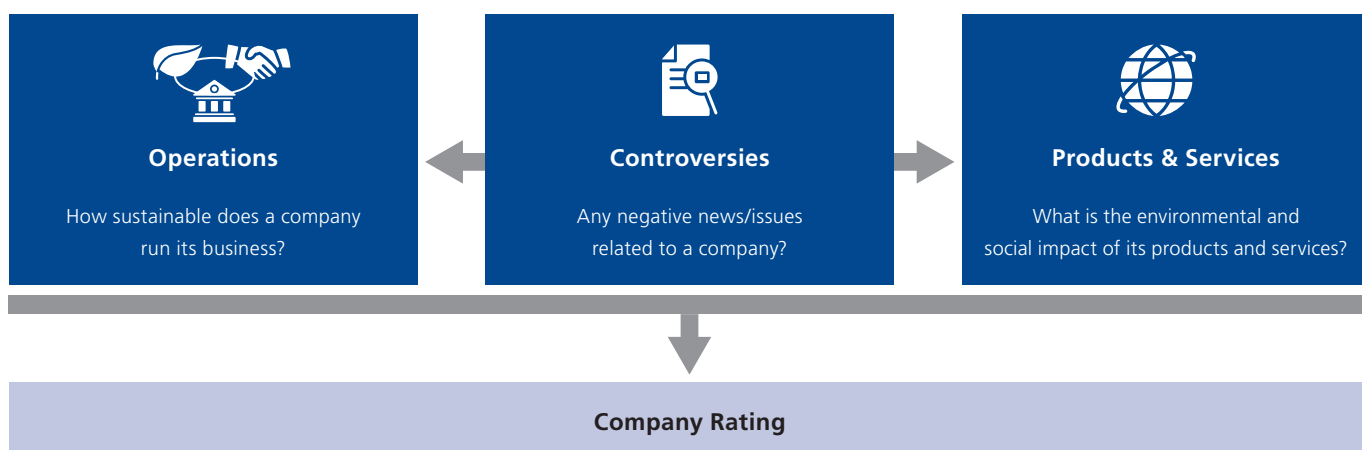 Operations
How sustainable does a company
run its business?
Controversies
Any negative news/issues
related to a company?
Products & Services
What is the environmental and
social impact of its products and services?
Company Rating